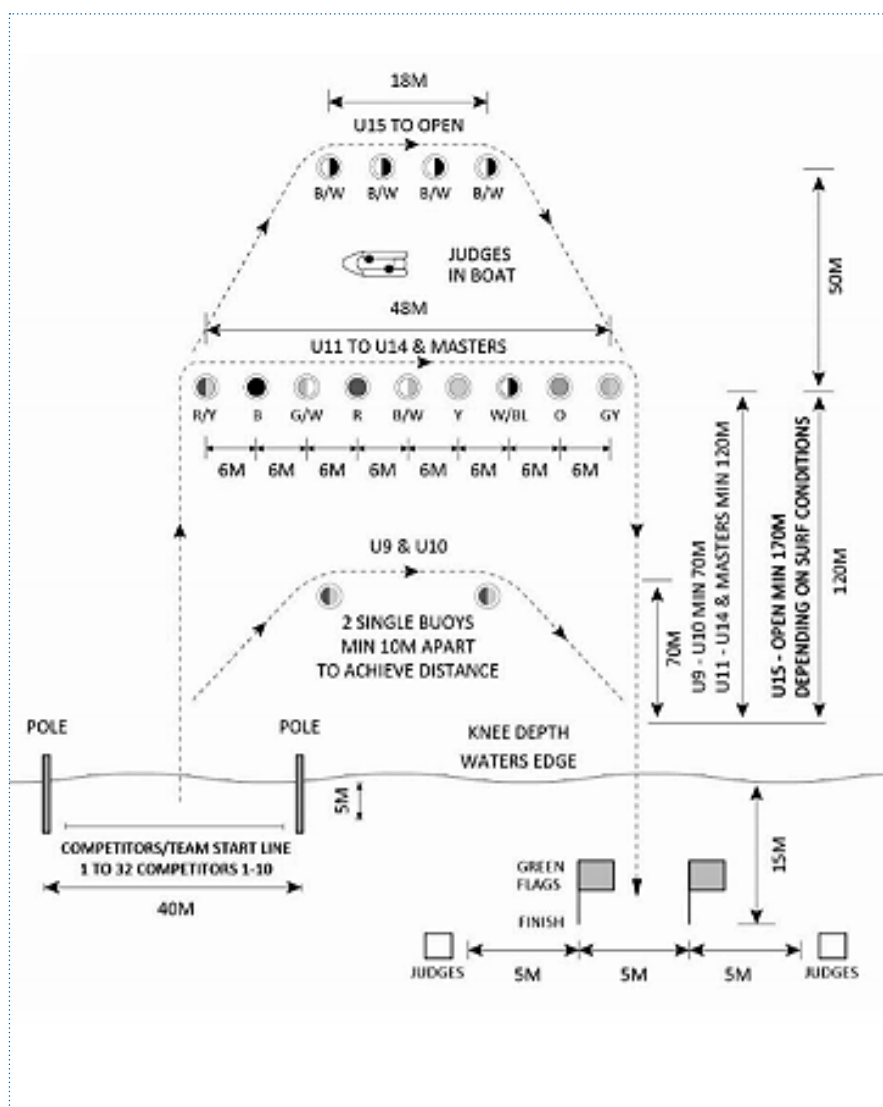 18M
U15 TO OPEN
B/W B/W B/W B/W
JUDGES
IN BOAT
50M
48M
U11 TO U14 & MASTERS
R/Y B G/W R B/W Y W/BL O GY
6M 6M 6M 6M 6M 6M 6M 6M
U9 & U10
2 SINGLE BUOYS
MIN 10M APART
TO ACHIEVE DISTANCE
70M
U9 - U10 MIN 70M
U11 - U14 & MASTERS MIN 120M
U15 - OPEN MIN 170M
DEPENDING ON SURF CONDITIONS
120M
POLE POLE
KNEE DEPTH
WATERS EDGE
5M
COMPETITORS/TEAM START LINE
1 TO 32 COMPETITORS 1-10
40M
15M
GREEN
FLAGS
FINISH
JUDGES 5M 5M 5M JUDGES